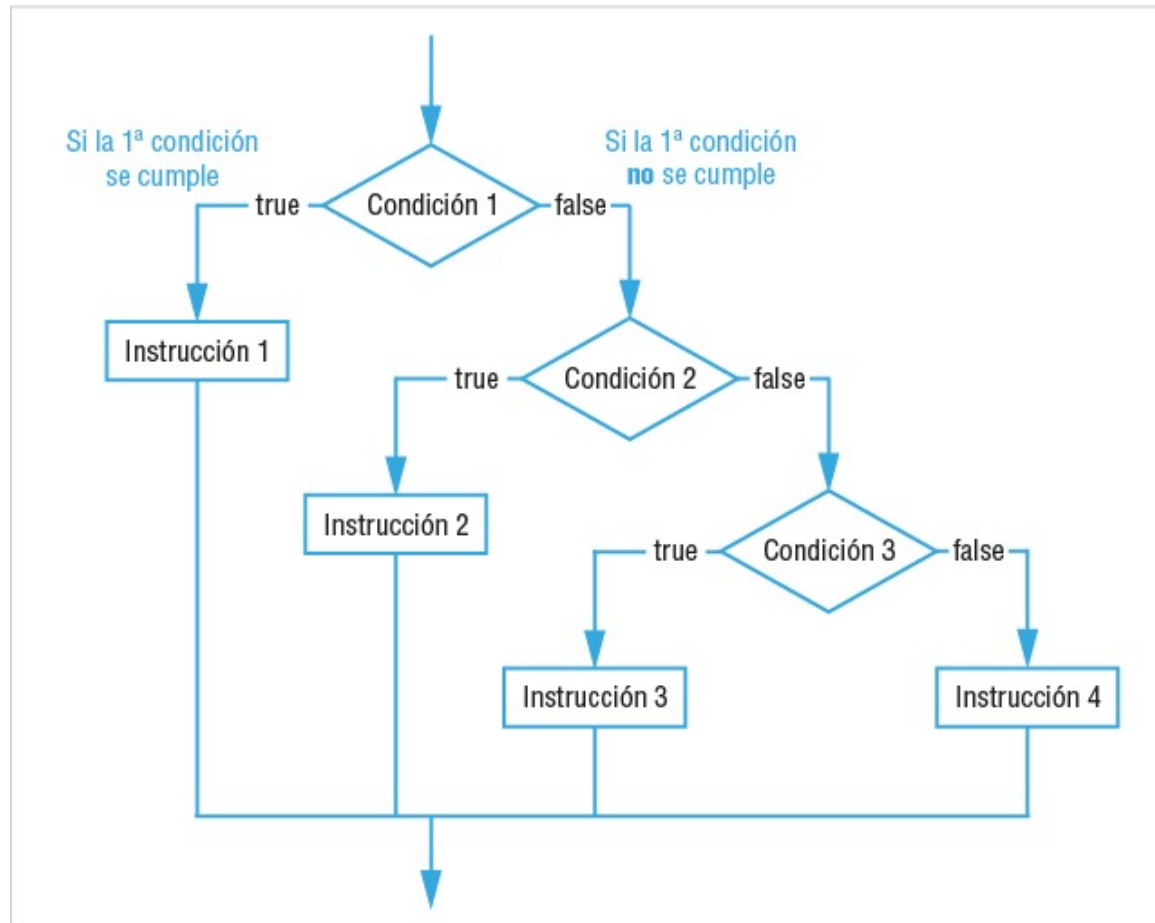 Si la 1ª condición
se cumple
Si la 1ª condición
no se cumple
true
Condición 1
false
Instrucción 1
true
Condición 2
false
Instrucción 2
true
Condición 3
false
Instrucción 3
Instrucción 4